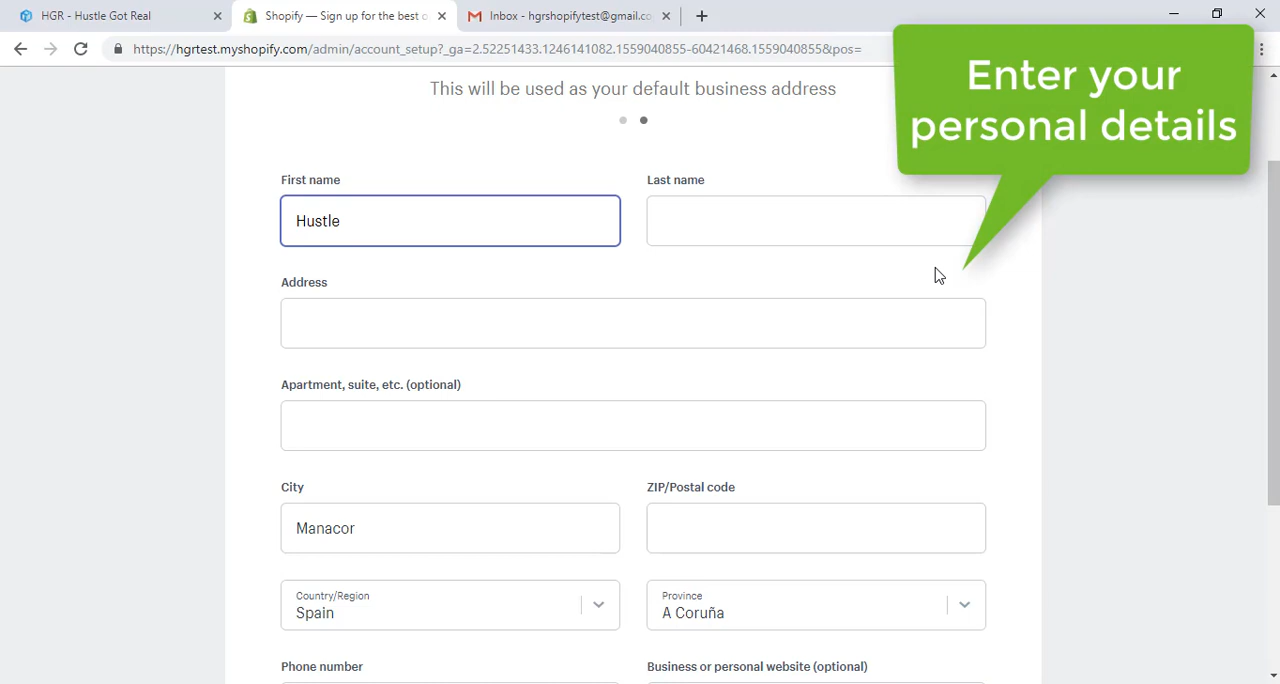 HGR - Hustle Got Real
Shopify — Sign up for the best o
Inbox - hgrshopifytest@gmail.co
https://hgrtest.myshopify.com/admin/account_setup?_ga=2.52251433.1246141082.1559040855-60421468.1559040855&pos=
Enter your
personal details
This will be used as your default business address
First name
Last name
Hustle
Address
Apartment, suite, etc. (optional)
City
ZIP/Postal code
Manacor
Country/Region
Province
Spain
A Coruña
Phone number
Business or personal website (optional)